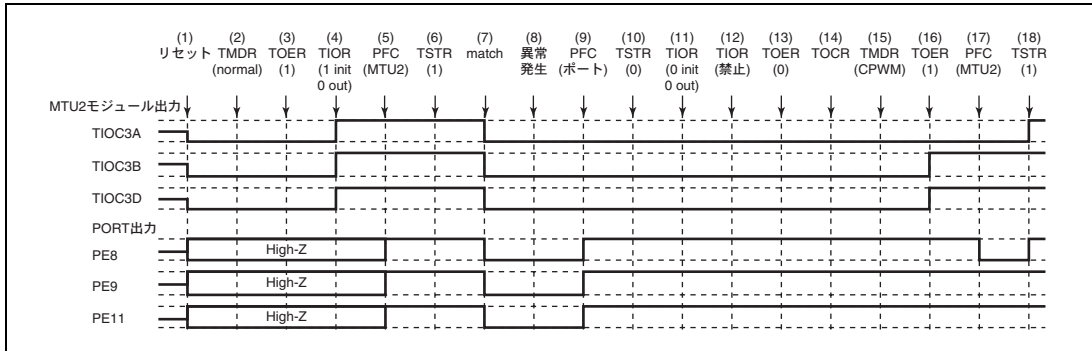 (1) (2) (3) (4) (5) (6) (7) (8) (9) (10) (11) (12) (13) (14) (15) (16) (17) (18)
リセット TMDR TOER TIOR PFC TSTR match 異常 PFC TSTR TIOR TIOR TOER TOCR TMDR TOER PFC TSTR
(normal) (1) (1 init (MTU2) (1) 発生 (ポート) (0) (0 init (禁止) (0) (CPWM) (1) (MTU2) (1)
0 out) 0 out)
MTU2モジュール出力
TIOC3A
TIOC3B
TIOC3D
PORT出力
PE8 High-Z
PE9 High-Z
PE11 High-Z